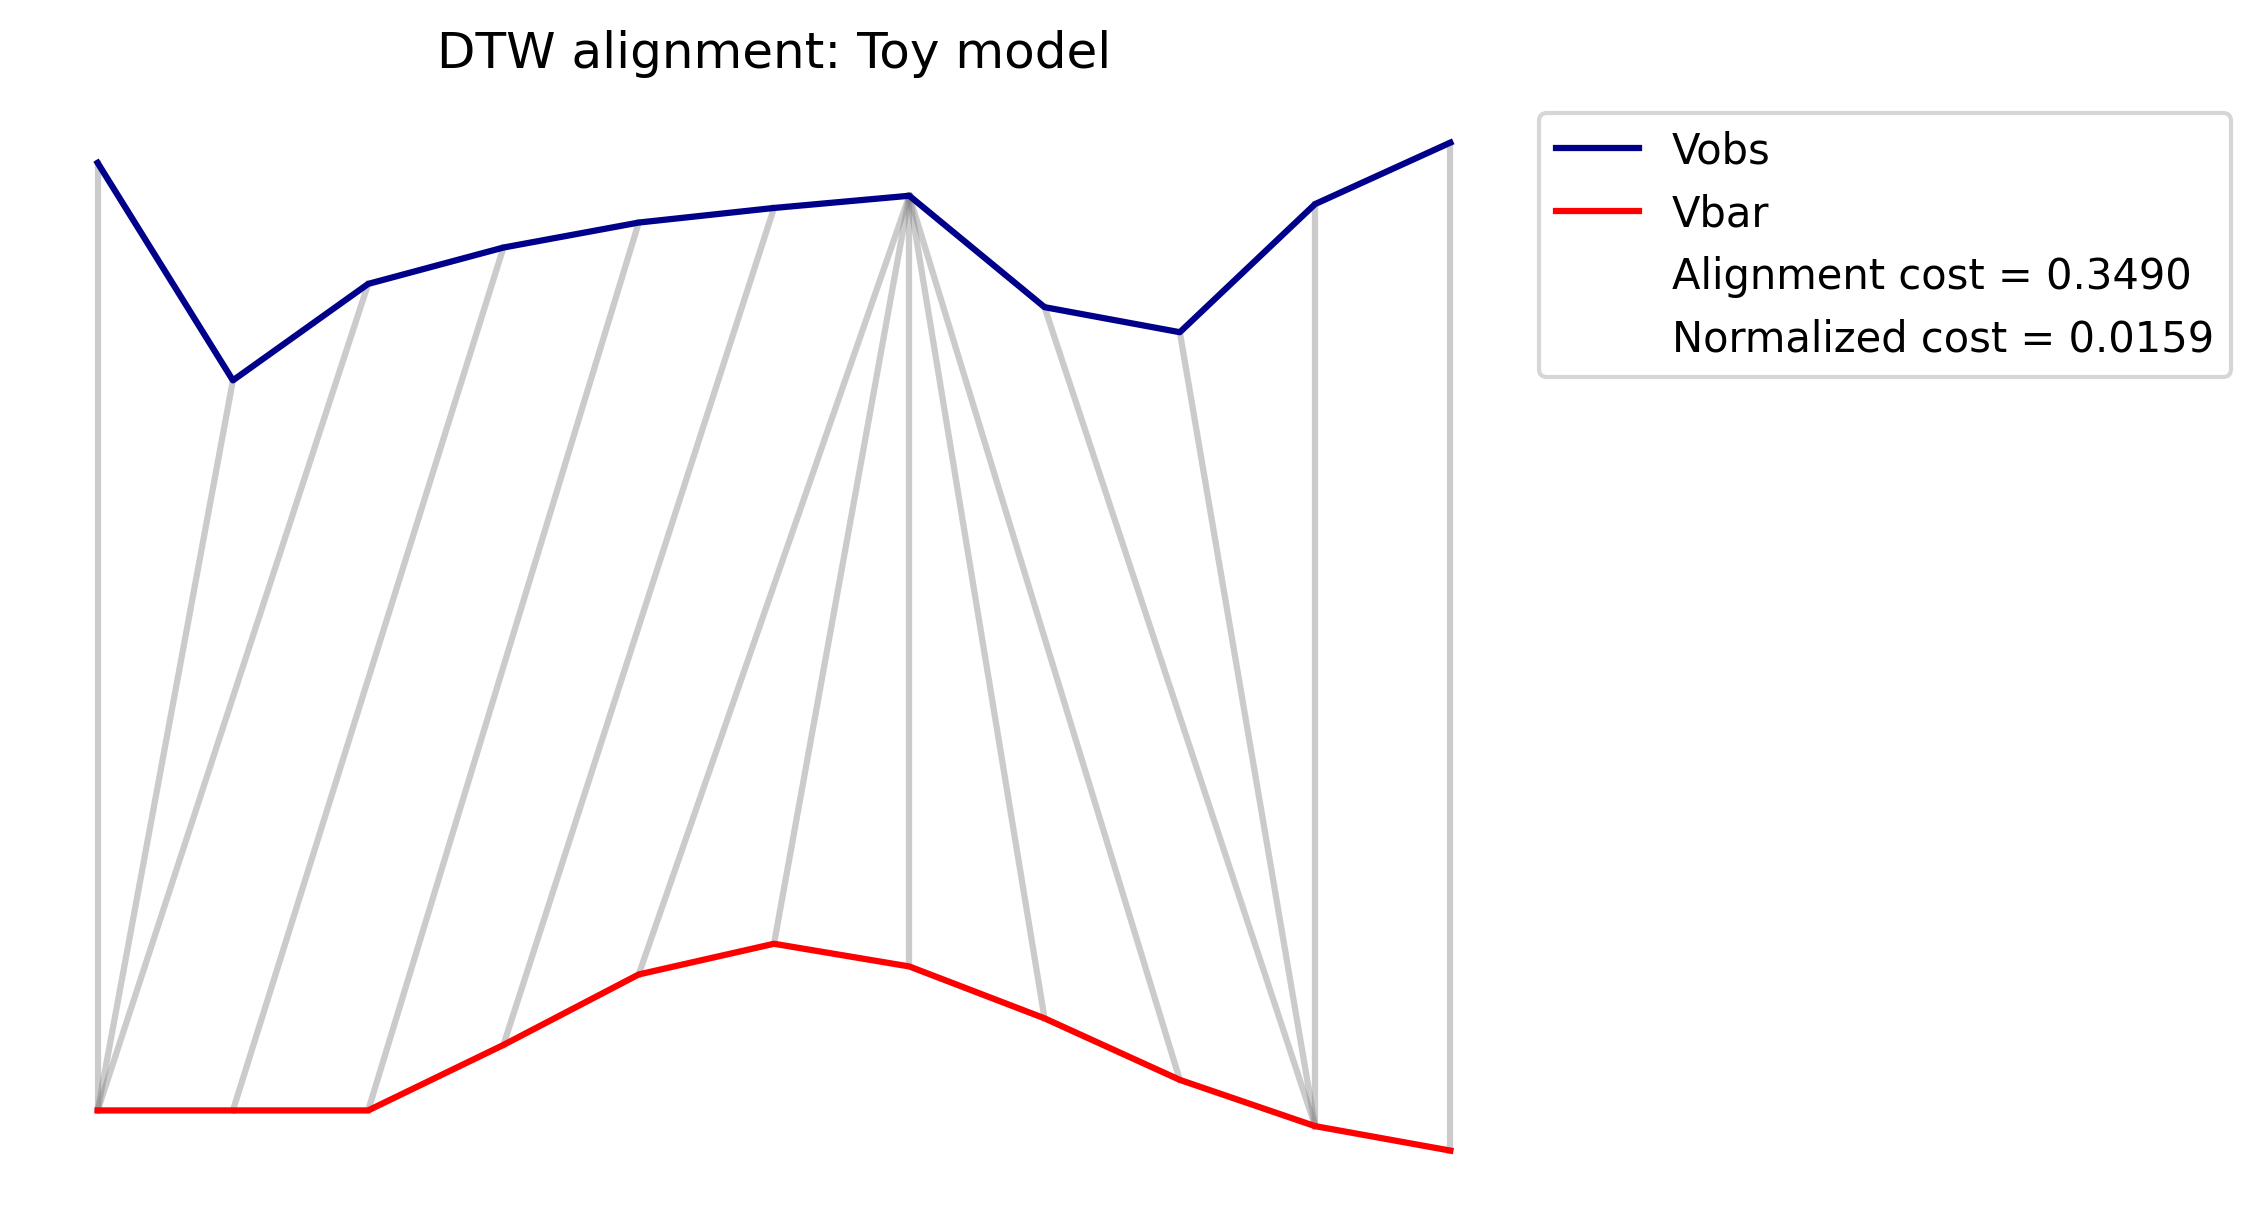 DTW alignment: Toy model
Vobs
Vbar
Alignment cost = 0.3490
Normalized cost = 0.0159